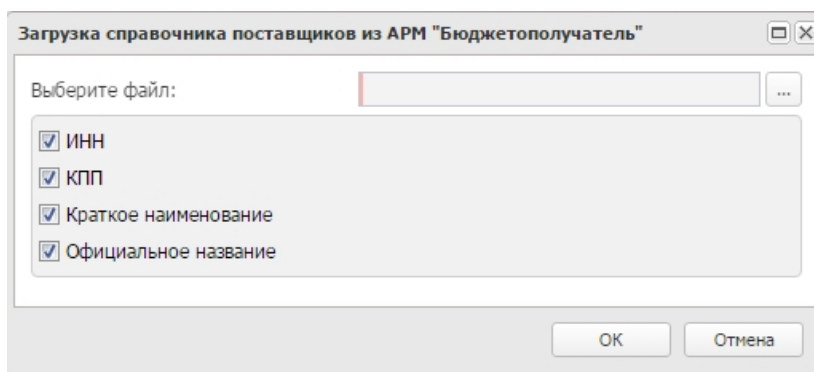 Загрузка справочника поставщиков из АРМ "Бюджетополучатель"
Выберите файл:
...
ИНН
КПП
Краткое наименование
Официальное название
ОК Отмена